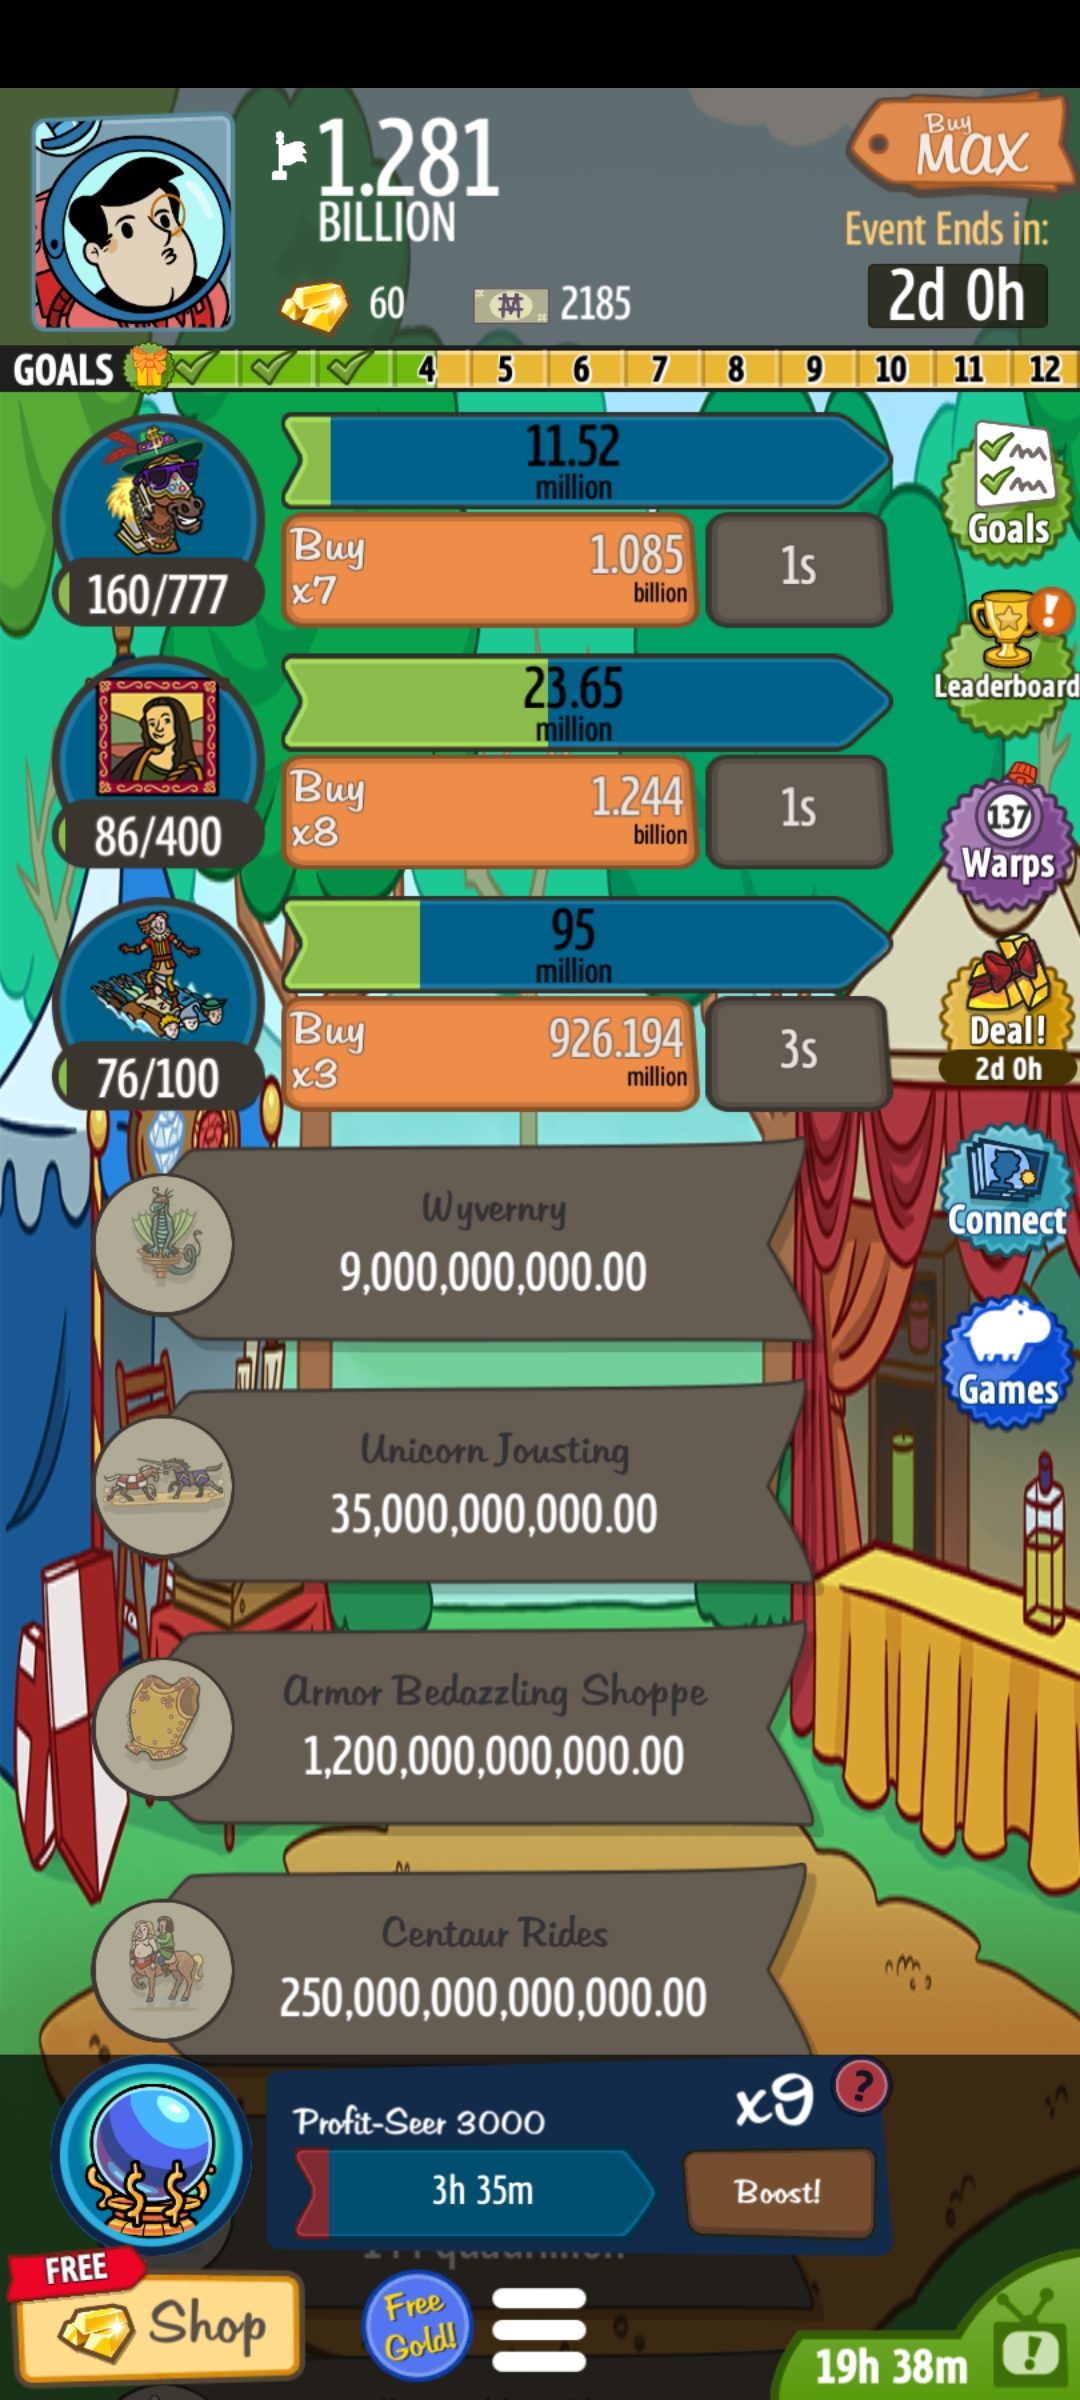 1.281
BILLION
Buy
MAX
Event Ends in:
2d 0h
60
2185
GOALS
4 5 6 7 8 9 10 11 12
11.52
million
160/777
Buy
x7
1.085
billion
1s
Goals
23.65
million
86/400
Buy
x8
1.244
billion
1s
!
Leaderboard
137
Warps
95
million
76/100
Buy
x3
926.194
million
3s
Deal!
2d 0h
Wyvernry
9,000,000,000.00
Connect
Unicorn Jousting
35,000,000,000.00
Games
Armor Bedazzling Shoppe
1,200,000,000,000.00
Centaur Rides
250,000,000,000,000.00
Profit-Seer 3000
x9
?
3h 35m
Boost!
FREE
Shop
Free
Gold!
19h 38m
!